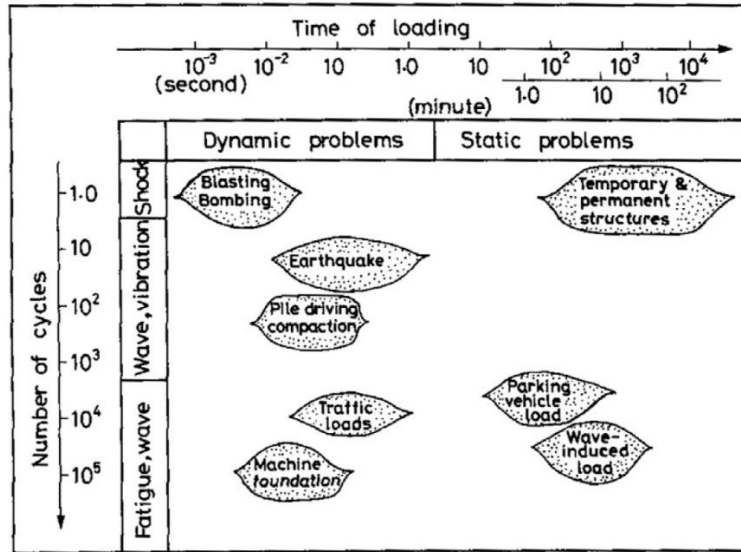 Time of loading
10⁻³ 10⁻² 10 1.0 10 10² 10³ 10⁴
(second) 1.0 10 10²
(minute)
Dynamic problems Static problems
Number of cycles
1.0
10
10²
10³
10⁴
10⁵
Shock
Wave, vibration
Fatigue, wave
Blasting
Bombing
Temporary &
permanent
structures
Earthquake
Pile driving
compaction
Traffic
loads
Parking
vehicle
load
Machine
foundation
Wave-
induced
load